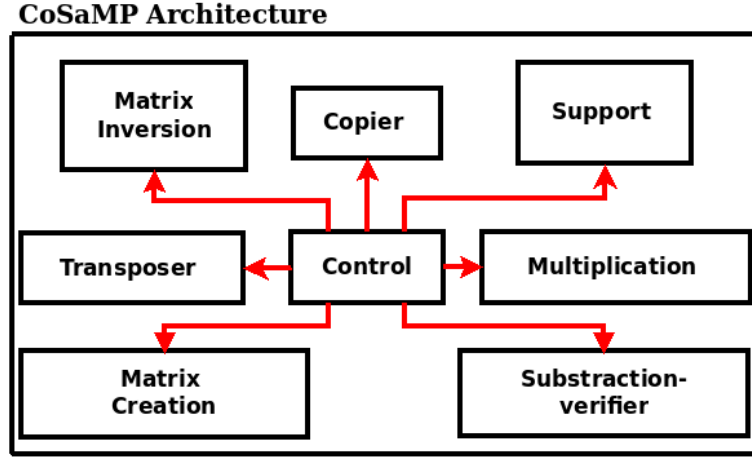 CoSaMP Architecture
Matrix
Inversion
Copier
Support
Transposer
Control
Multiplication
Matrix
Creation
Substraction-
verifier